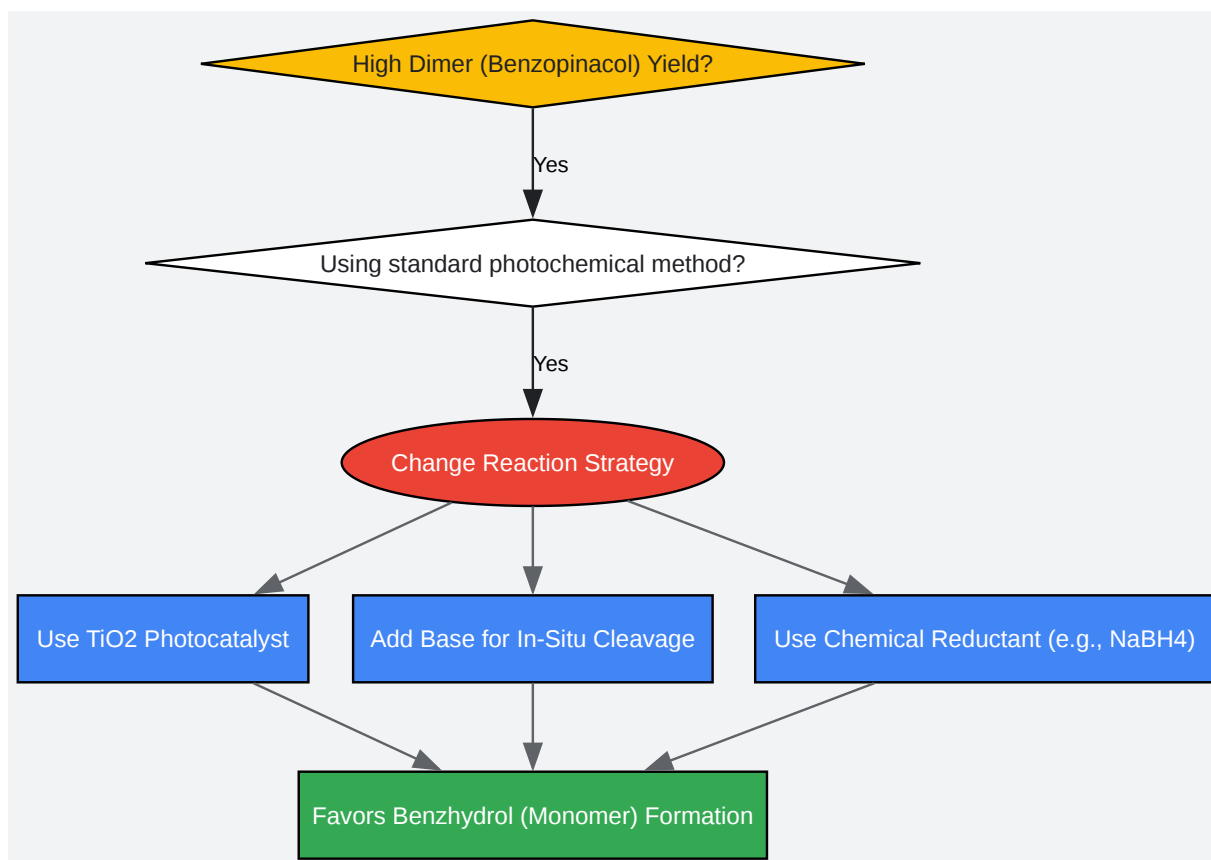 High Dimer (Benzopinacol) Yield?
Yes
Using standard photochemical method?
Yes
Change Reaction Strategy
Use TiO2 Photocatalyst
Add Base for In-Situ Cleavage
Use Chemical Reductant (e.g., NaBH4)
Favors Benzhydrol (Monomer) Formation